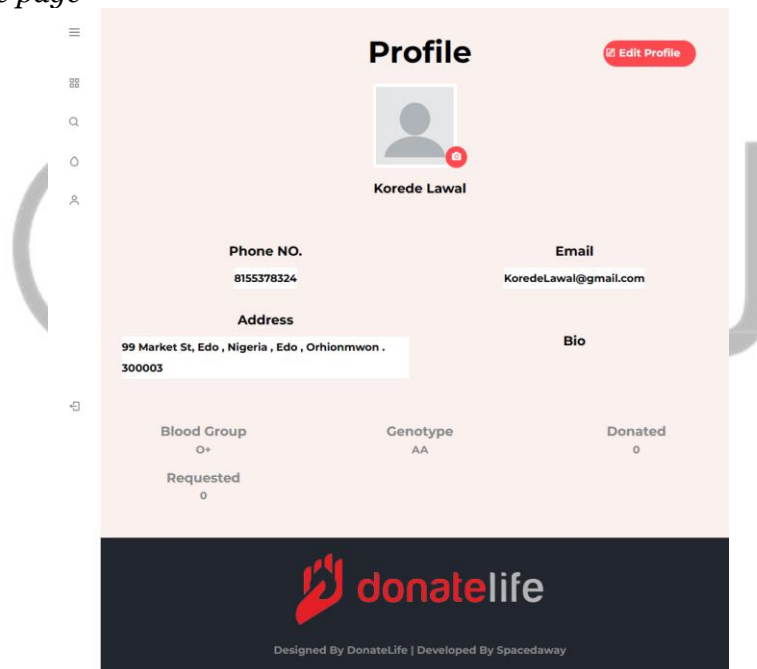 page
Profile
Edit Profile
Korede Lawal
Phone NO.
8155378324
Email
KoredeLawal@gmail.com
Address
99 Market St, Edo , Nigeria , Edo , Orhionmwon .
300003
Bio
Blood Group
O+
Genotype
AA
Donated
0
Requested
0
donatelife
Designed By DonateLife | Developed By Spacedaway